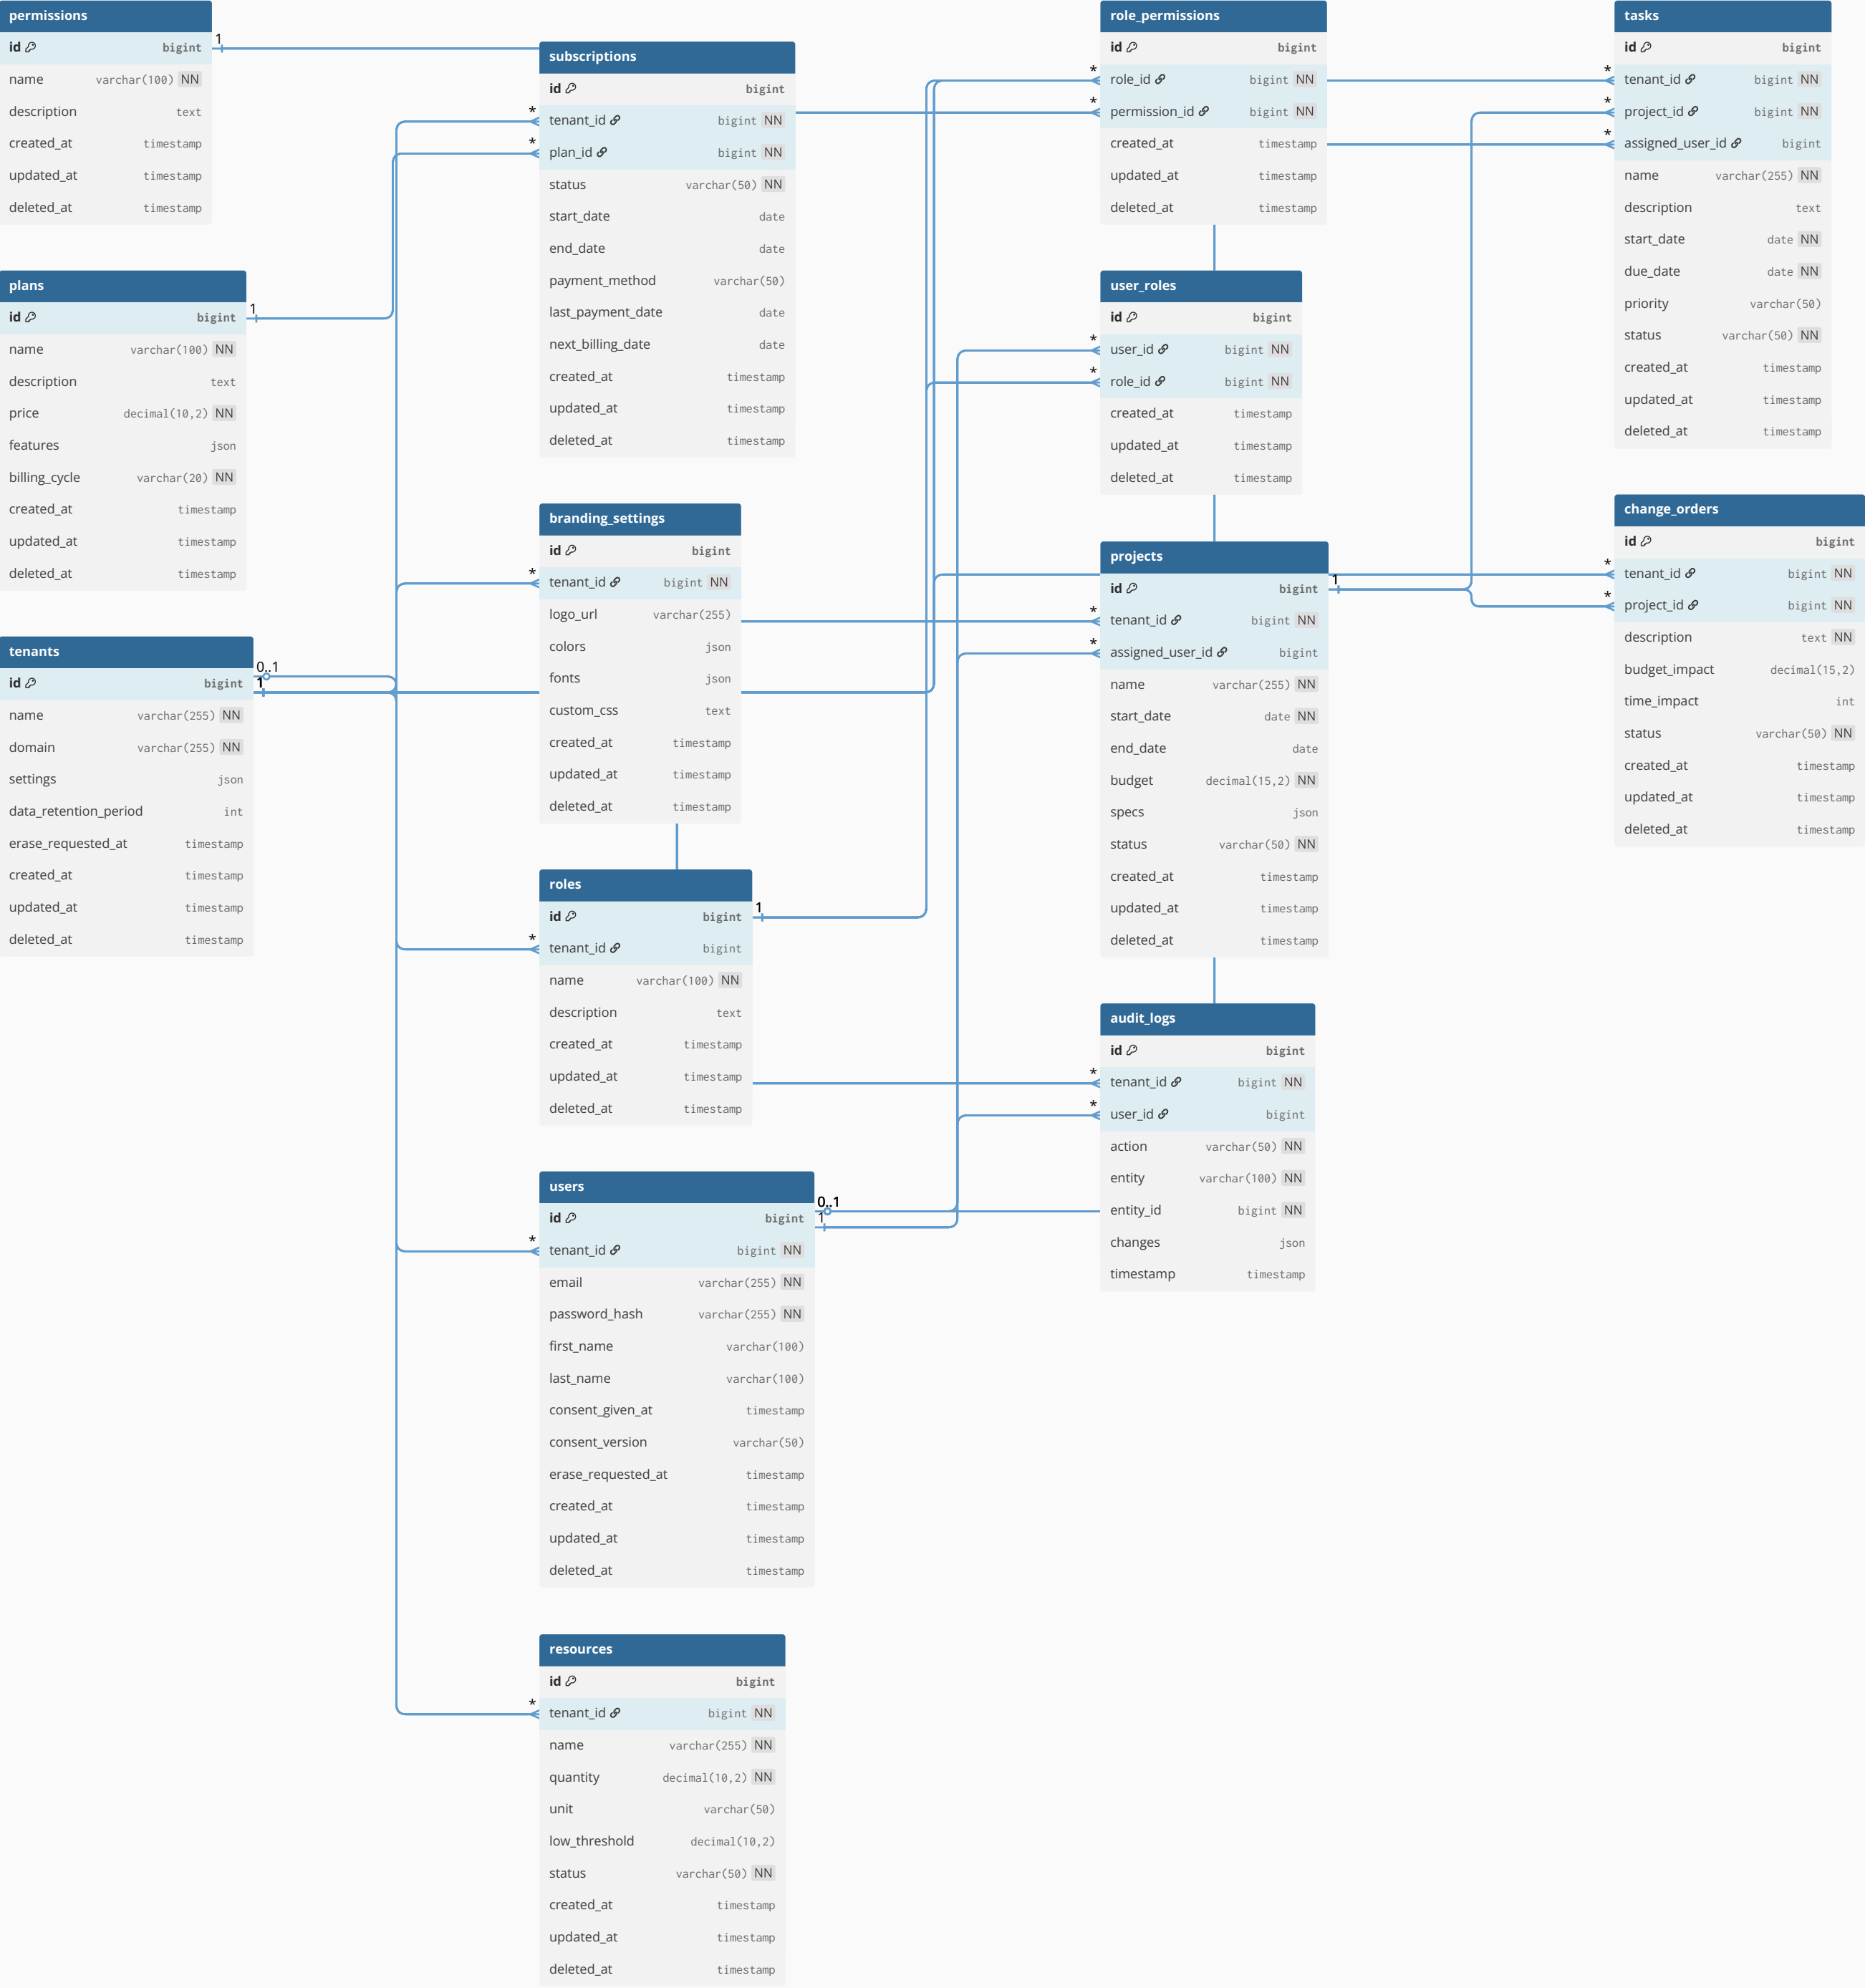 permissions
id bigint
name varchar(100) NN
description text
created_at timestamp
updated_at timestamp
deleted_at timestamp
1
plans
id bigint
name varchar(100) NN
description text
price decimal(10,2) NN
features json
billing_cycle varchar(20) NN
created_at timestamp
updated_at timestamp
deleted_at timestamp
1
tenants
id bigint
name varchar(255) NN
domain varchar(255) NN
settings json
data_retention_period int
erase_requested_at timestamp
created_at timestamp
updated_at timestamp
deleted_at timestamp
0..1
1
subscriptions
id bigint
* tenant_id bigint NN
* plan_id bigint NN
status varchar(50) NN
start_date date
end_date date
payment_method varchar(50)
last_payment_date date
next_billing_date date
created_at timestamp
updated_at timestamp
deleted_at timestamp
branding_settings
id bigint
* tenant_id bigint NN
logo_url varchar(255)
colors json
fonts json
custom_css text
created_at timestamp
updated_at timestamp
deleted_at timestamp
roles
id bigint 1
* tenant_id bigint
name varchar(100) NN
description text
created_at timestamp
updated_at timestamp
deleted_at timestamp
users
id bigint
0..1
1
* tenant_id bigint NN
email varchar(255) NN
password_hash varchar(255) NN
first_name varchar(100)
last_name varchar(100)
consent_given_at timestamp
consent_version varchar(50)
erase_requested_at timestamp
created_at timestamp
updated_at timestamp
deleted_at timestamp
resources
id bigint
* tenant_id bigint NN
name varchar(255) NN
quantity decimal(10,2) NN
unit varchar(50)
low_threshold decimal(10,2)
status varchar(50) NN
created_at timestamp
updated_at timestamp
deleted_at timestamp
role_permissions
id bigint
* role_id bigint NN
* permission_id bigint NN
created_at timestamp
updated_at timestamp
deleted_at timestamp
user_roles
id bigint
* user_id bigint NN
* role_id bigint NN
created_at timestamp
updated_at timestamp
deleted_at timestamp
projects
id bigint 1
* tenant_id bigint NN
* assigned_user_id bigint
name varchar(255) NN
start_date date NN
end_date date
budget decimal(15,2) NN
specs json
status varchar(50) NN
created_at timestamp
updated_at timestamp
deleted_at timestamp
audit_logs
id bigint
* tenant_id bigint NN
* user_id bigint
action varchar(50) NN
entity varchar(100) NN
entity_id bigint NN
changes json
timestamp timestamp
tasks
id bigint
* tenant_id bigint NN
* project_id bigint NN
* assigned_user_id bigint
name varchar(255) NN
description text
start_date date NN
due_date date NN
priority varchar(50)
status varchar(50) NN
created_at timestamp
updated_at timestamp
deleted_at timestamp
change_orders
id bigint
* tenant_id bigint NN
* project_id bigint NN
description text NN
budget_impact decimal(15,2)
time_impact int
status varchar(50) NN
created_at timestamp
updated_at timestamp
deleted_at timestamp